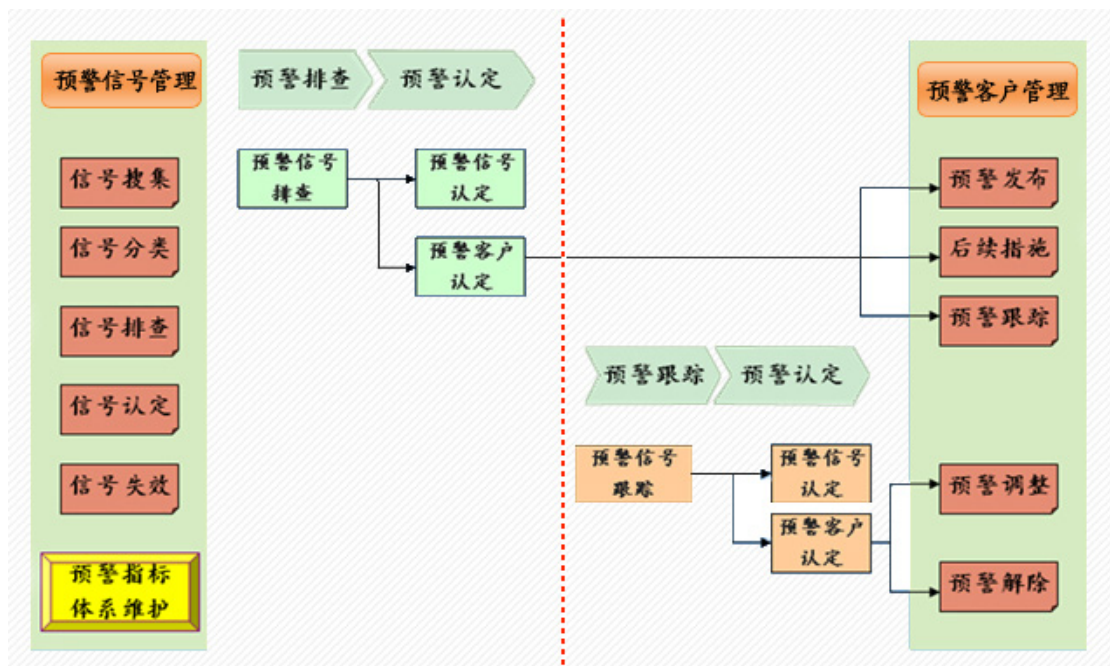 预警信号管理
信号搜集
信号分类
信号排查
信号认定
信号失效
预警指标
体系维护
预警排查
预警认定
预警信号
排查
预警信号
认定
预警客户
认定
预警跟踪
预警认定
预警信号
跟踪
预警信号
认定
预警客户
认定
预警客户管理
预警发布
后续措施
预警跟踪
预警调整
预警解除